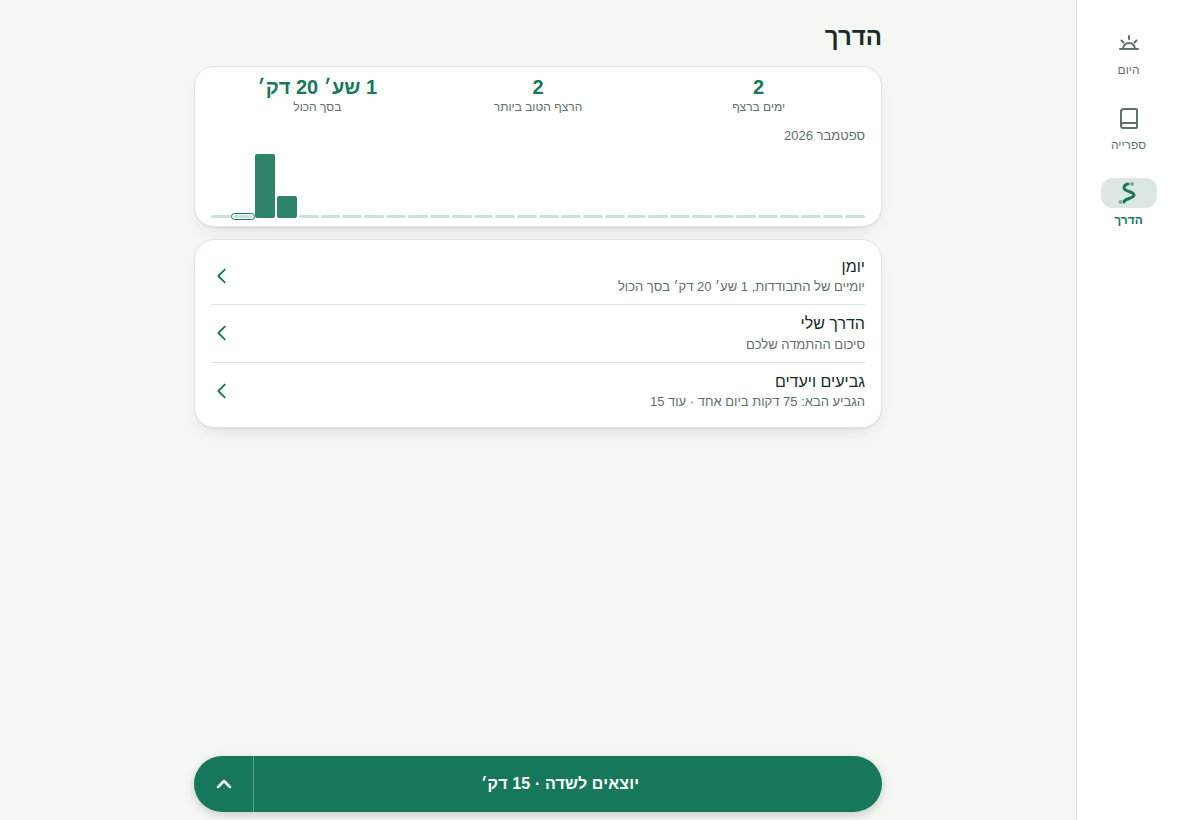 היום
ספרייה
הדרך
הדרך
2
ימים ברצף
2
הרצף הטוב ביותר
1 שע׳ 20 דק׳
בסך הכול
ספטמבר 2026
יומן
יומיים של התבודדות, 1 שע׳ 20 דק׳ בסך הכול
הדרך שלי
סיכום ההתמדה שלכם
גביעים ויעדים
הגביע הבא: 75 דקות ביום אחד · עוד 15
יוצאים לשדה · 15 דק׳